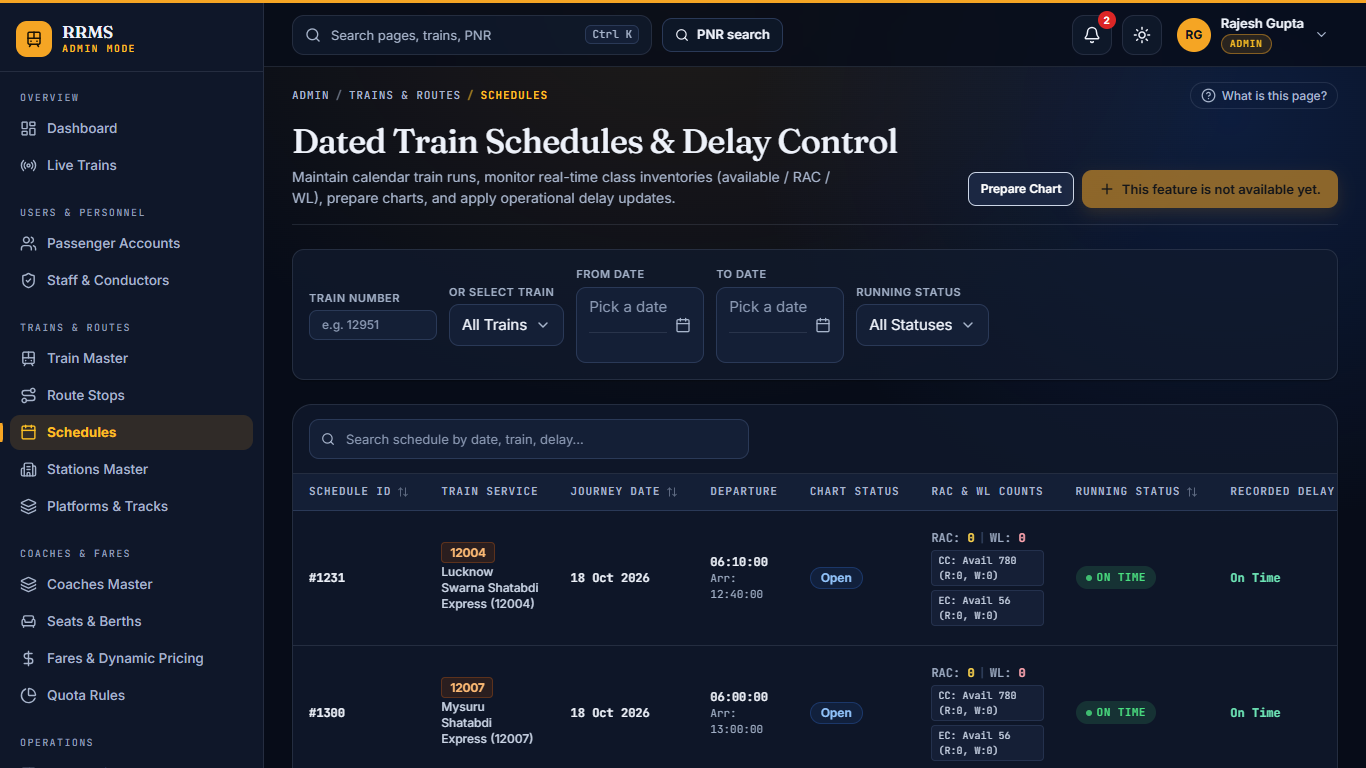 RRMS
ADMIN MODE
OVERVIEW
Dashboard
Live Trains
USERS & PERSONNEL
Passenger Accounts
Staff & Conductors
TRAINS & ROUTES
Train Master
Route Stops
Schedules
Stations Master
Platforms & Tracks
COACHES & FARES
Coaches Master
Seats & Berths
Fares & Dynamic Pricing
Quota Rules
OPERATIONS
Search pages, trains, PNR
Ctrl K
PNR search
2
RG
Rajesh Gupta
ADMIN
ADMIN / TRAINS & ROUTES / SCHEDULES
What is this page?
Dated Train Schedules & Delay Control
Maintain calendar train runs, monitor real-time class inventories (available / RAC /
WL), prepare charts, and apply operational delay updates.
Prepare Chart
This feature is not available yet.
TRAIN NUMBER
e.g. 12951
OR SELECT TRAIN
All Trains
FROM DATE
Pick a date
TO DATE
Pick a date
RUNNING STATUS
All Statuses
Search schedule by date, train, delay...
SCHEDULE ID TRAIN SERVICE JOURNEY DATE DEPARTURE CHART STATUS RAC & WL COUNTS RUNNING STATUS RECORDED DELAY
#1231
12004
Lucknow
Swarna Shatabdi
Express (12004)
18 Oct 2026
06:10:00
Arr:
12:40:00
Open
RAC: 0 | WL: 0
CC: Avail 780
(R:0, W:0)
EC: Avail 56
(R:0, W:0)
ON TIME
On Time
#1300
12007
Mysuru
Shatabdi
Express (12007)
18 Oct 2026
06:00:00
Arr:
13:00:00
Open
RAC: 0 | WL: 0
CC: Avail 780
(R:0, W:0)
EC: Avail 56
(R:0, W:0)
ON TIME
On Time